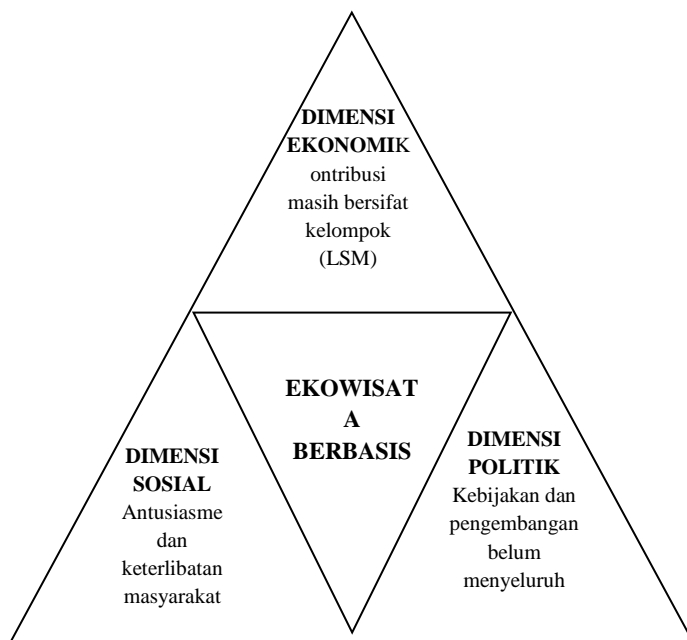 DIMENSI
EKONOMIK
ontribusi
masih bersifat
kelompok
(LSM)
EKOWISAT
A
BERBASIS
DIMENSI
SOSIAL
Antusiasme
dan
keterlibatan
masyarakat
DIMENSI
POLITIK
Kebijakan dan
pengembangan
belum
menyeluruh